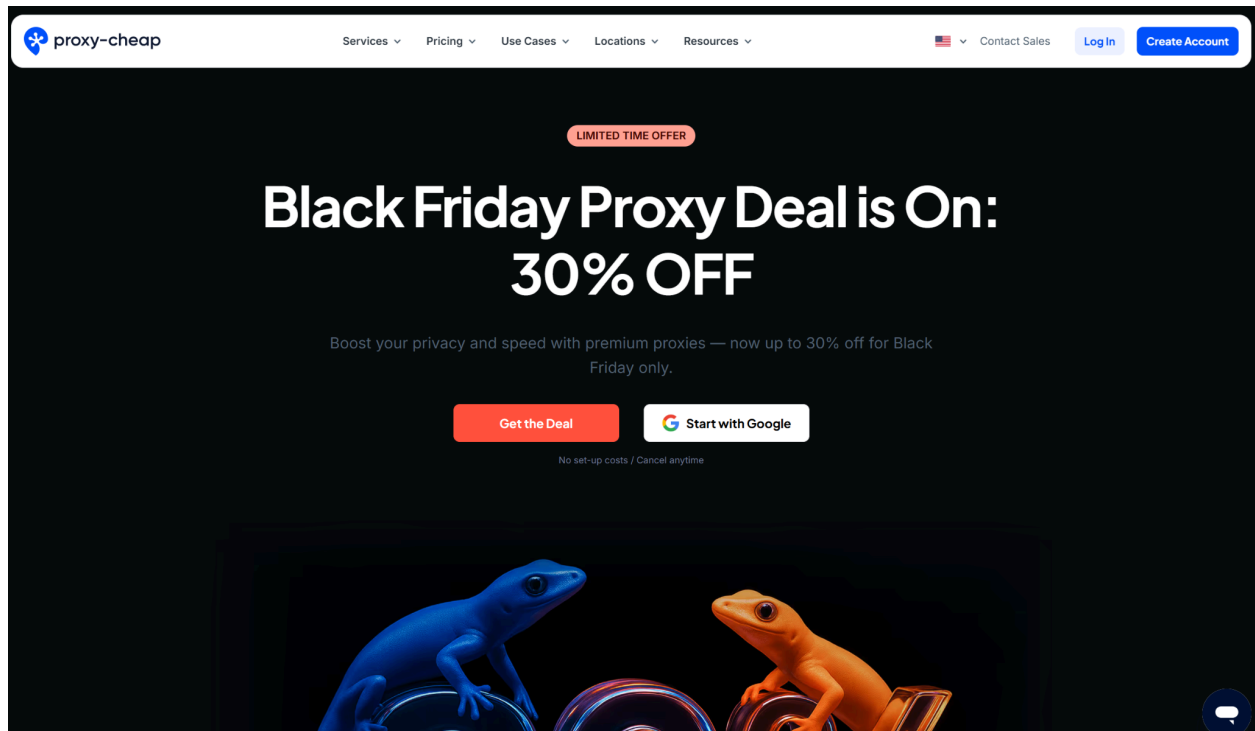 proxy-cheap
Services
Pricing
Use Cases
Locations
Resources
Contact Sales
Log In
Create Account
LIMITED TIME OFFER
Black Friday Proxy Deal is On:
30% OFF
Boost your privacy and speed with premium proxies — now up to 30% off for Black
Friday only.
Get the Deal
Start with Google
No set-up costs / Cancel anytime